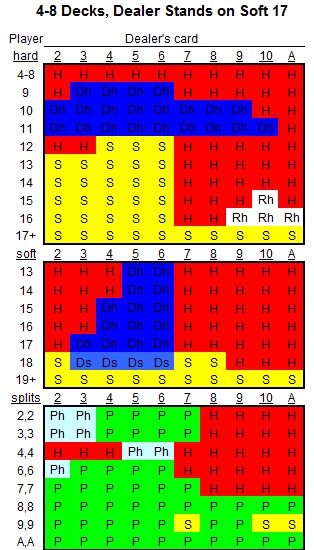 4-8 Decks, Dealer Stands on Soft 17
Player Dealer's card
hard 2 3 4 5 6 7 8 9 10 A
4-8 H H H H H H H H H H
9 H Dh Dh Dh Dh H H H H H
10 Dh Dh Dh Dh Dh Dh Dh Dh H H
11 Dh Dh Dh Dh Dh Dh Dh Dh Dh H
12 H H S S S H H H H H
13 S S S S S H H H H H
14 S S S S S H H H H H
15 S S S S S H H H Rh H
16 S S S S S H H Rh Rh Rh
17+ S S S S S S S S S S
soft 2 3 4 5 6 7 8 9 10 A
13 H H H Dh Dh H H H H H
14 H H H Dh Dh H H H H H
15 H H Dh Dh Dh H H H H H
16 H H Dh Dh Dh H H H H H
17 H Dh Dh Dh Dh H H H H H
18 S Ds Ds Ds Ds S S H H H
19+ S S S S S S S S S S
splits 2 3 4 5 6 7 8 9 10 A
2,2 Ph Ph P P P P H H H H
3,3 Ph Ph P P P P H H H H
4,4 H H H Ph Ph H H H H H
6,6 Ph P P P P H H H H H
7,7 P P P P P P H H H H
8,8 P P P P P P P P P P
9,9 P P P P P S P P S S
A,A P P P P P P P P P P